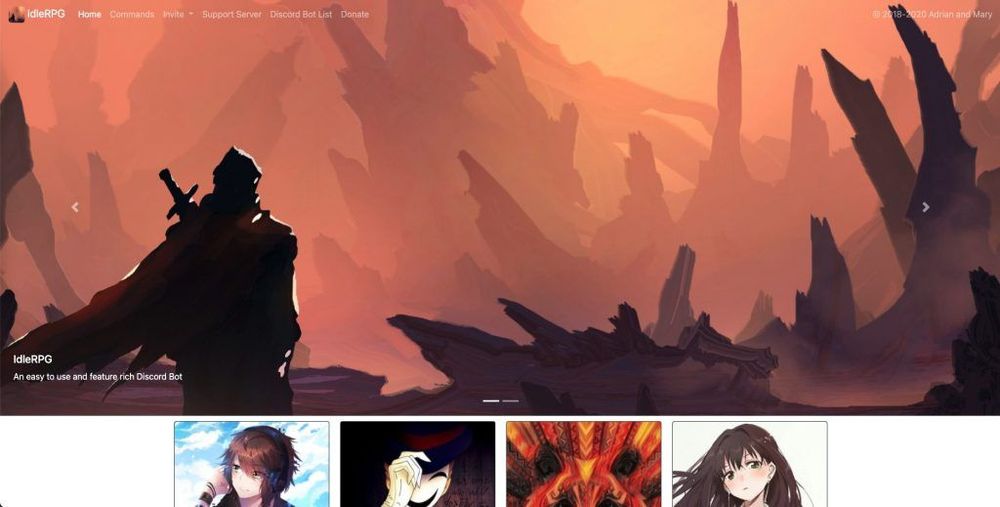 IdleRPG Home Commands Invite Support Server Discord Bot List Donate © 2018-2020 Adrian and Mary
IdleRPG
An easy to use and feature rich Discord Bot